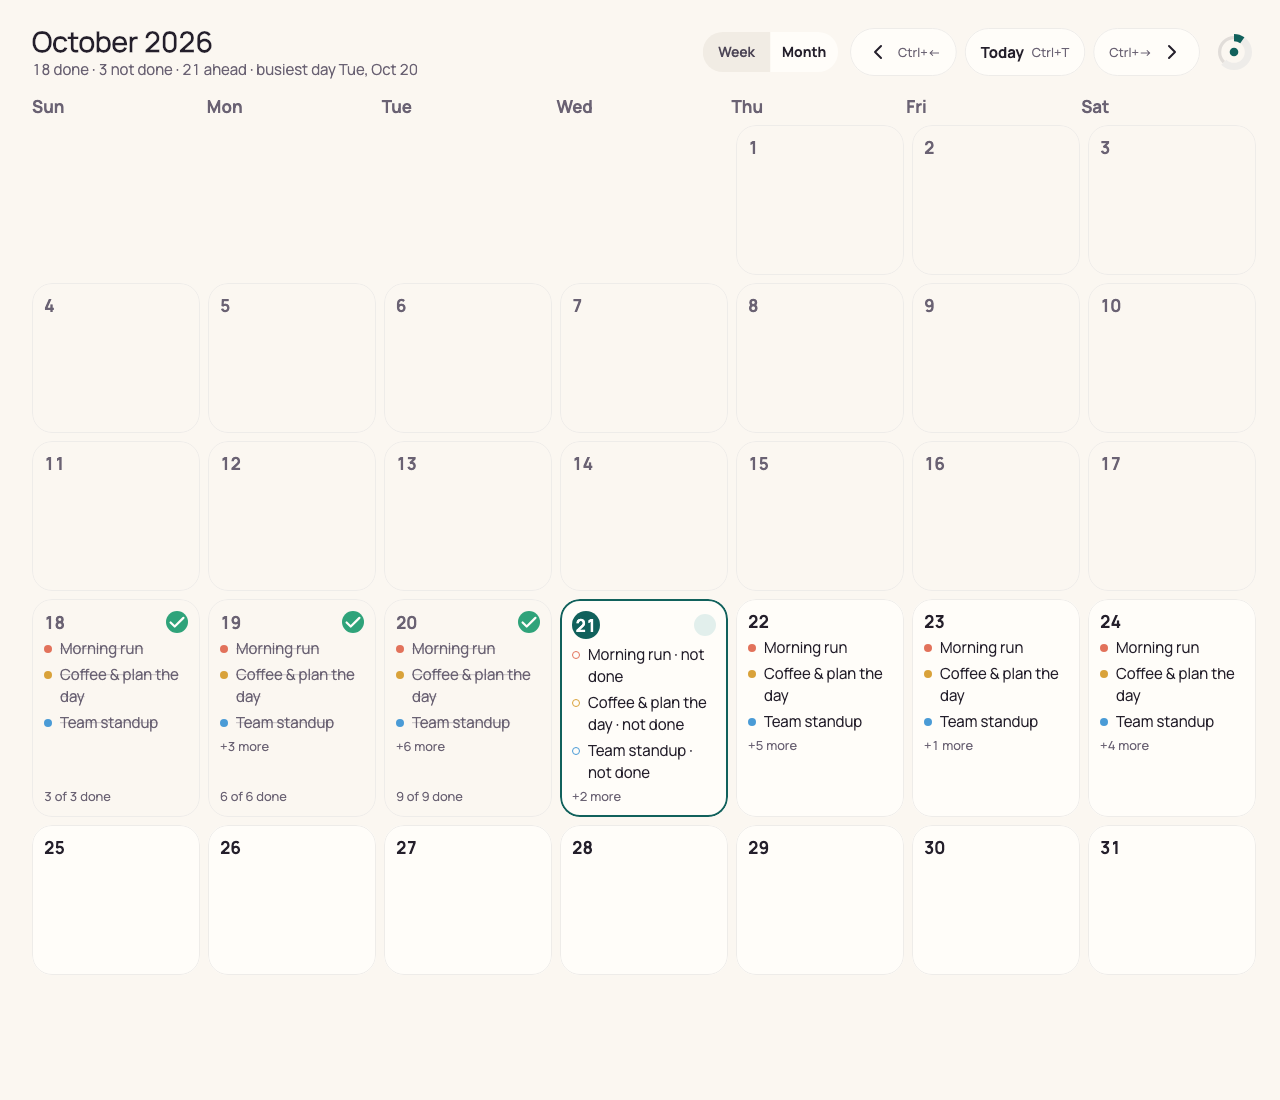 October 2026
18 done · 3 not done · 21 ahead · busiest day Tue, Oct 20
Week
Month
Ctrl+←
Today Ctrl+T
Ctrl+→
Sun
Mon
Tue
Wed
Thu
Fri
Sat
1
2
3
4
5
6
7
8
9
10
11
12
13
14
15
16
17
18
Morning run
Coffee & plan the
day
Team standup
3 of 3 done
19
Morning run
Coffee & plan the
day
Team standup
+3 more
6 of 6 done
20
Morning run
Coffee & plan the
day
Team standup
+6 more
9 of 9 done
21
Morning run · not
done
Coffee & plan the
day · not done
Team standup ·
not done
+2 more
22
Morning run
Coffee & plan the
day
Team standup
+5 more
23
Morning run
Coffee & plan the
day
Team standup
+1 more
24
Morning run
Coffee & plan the
day
Team standup
+4 more
25
26
27
28
29
30
31